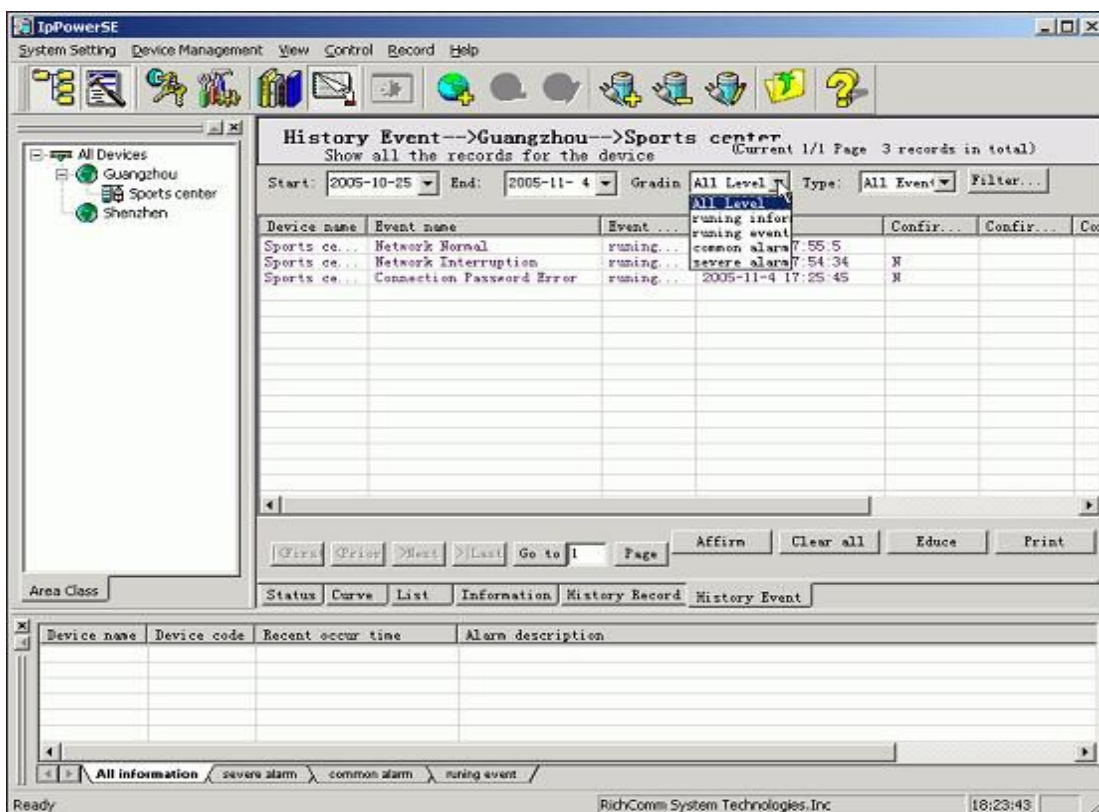 IpPowerSE
System Setting Device Management View Control Record Help
All Devices
Guangzhou
Sports center
Shenzhen
Area Class
History Event-->Guangzhou-->Sports center
Show all the records for the device
(Current 1/1 Page 3 records in total)
Start: 2005-10-25 End: 2005-11- 4 Gradin All Level Type: All Event Filter...
All Level
runing infor
runing event
common alarm
severe alarm
Device name Event name Event ... Confir... Confir... Co
Sports ce... Network Normal runing... 7:55:5
Sports ce... Network Interruption runing... 7:54:34 N
Sports ce... Connection Password Error runing... 2005-11-4 17:25:45 N
<First <Prior >Next >Last Go to 1 Page Affirm Clear all Educe Print
Status Curve List Information History Record History Event
Device name Device code Recent occur time Alarm description
All information severe alarm common alarm runing event
Ready RichComm System Technologies.Inc 18:23:43